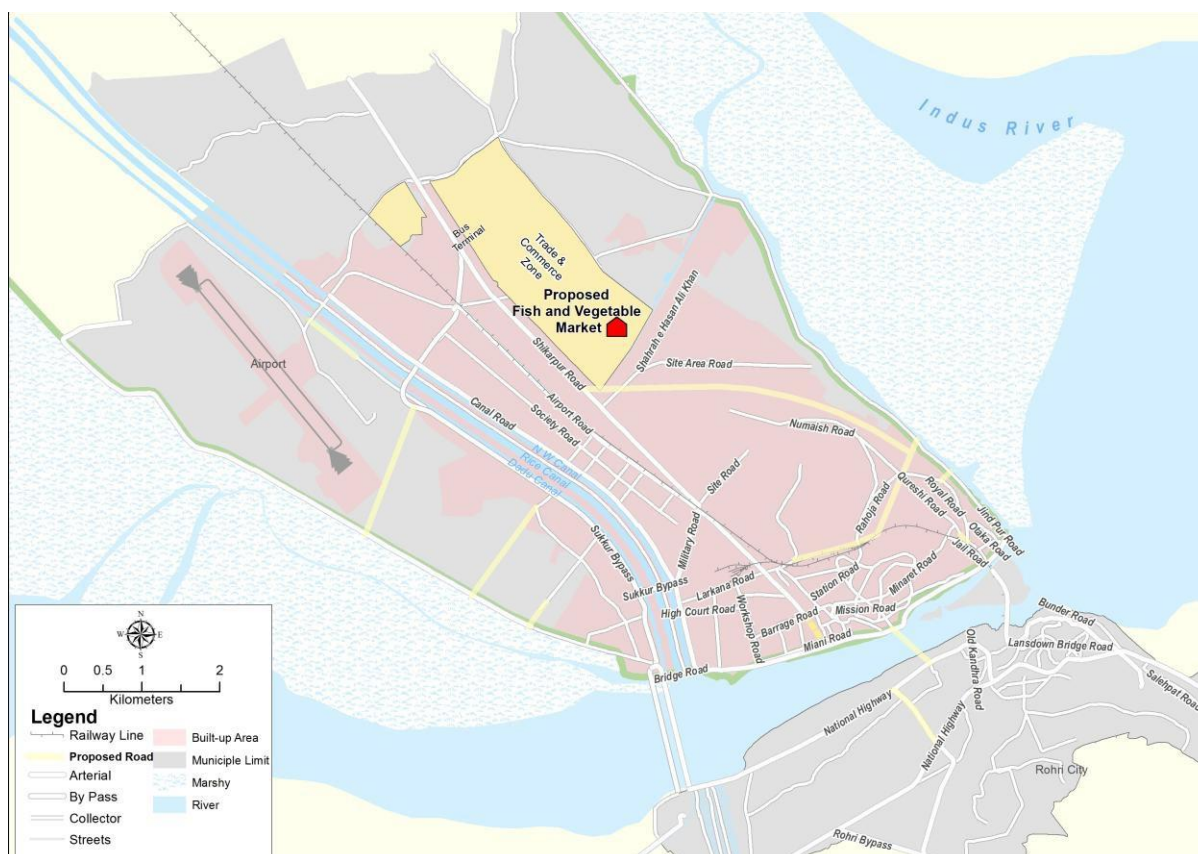 Indus River
Bus
Terminal
Trade &
Commerce
Zone
Proposed
Fish and Vegetable
Market
Shahrah e Hasan Ali Khan
Airport
Shikarpur Road
Site Area Road
Airport Road
Society Road
Canal Road
Numaish Road
N.W Canal
Rice Canal
Dadu Canal
Site Road
Rahoja Road
Qureshi Road
Royal Road
Otaka Road
Jind Pur Road
Jail Road
Sukkur Bypass
Military Road
Sukkur Bypass
Larkana Road
Station Road
Minaret Road
High Court Road
Workshop Road
Barrage Road
Mission Road
Miani Road
Bridge Road
Bunder Road
Lansdown Bridge Road
Old Kandhra Road
Salehpat Road
National Highway
National Highway
Rohri City
Rohri Bypass
N
W E
S
0 0.5 1 2
Kilometers
Legend
Railway Line
Proposed Road
Arterial
By Pass
Collector
Streets
Built-up Area
Municiple Limit
Marshy
River